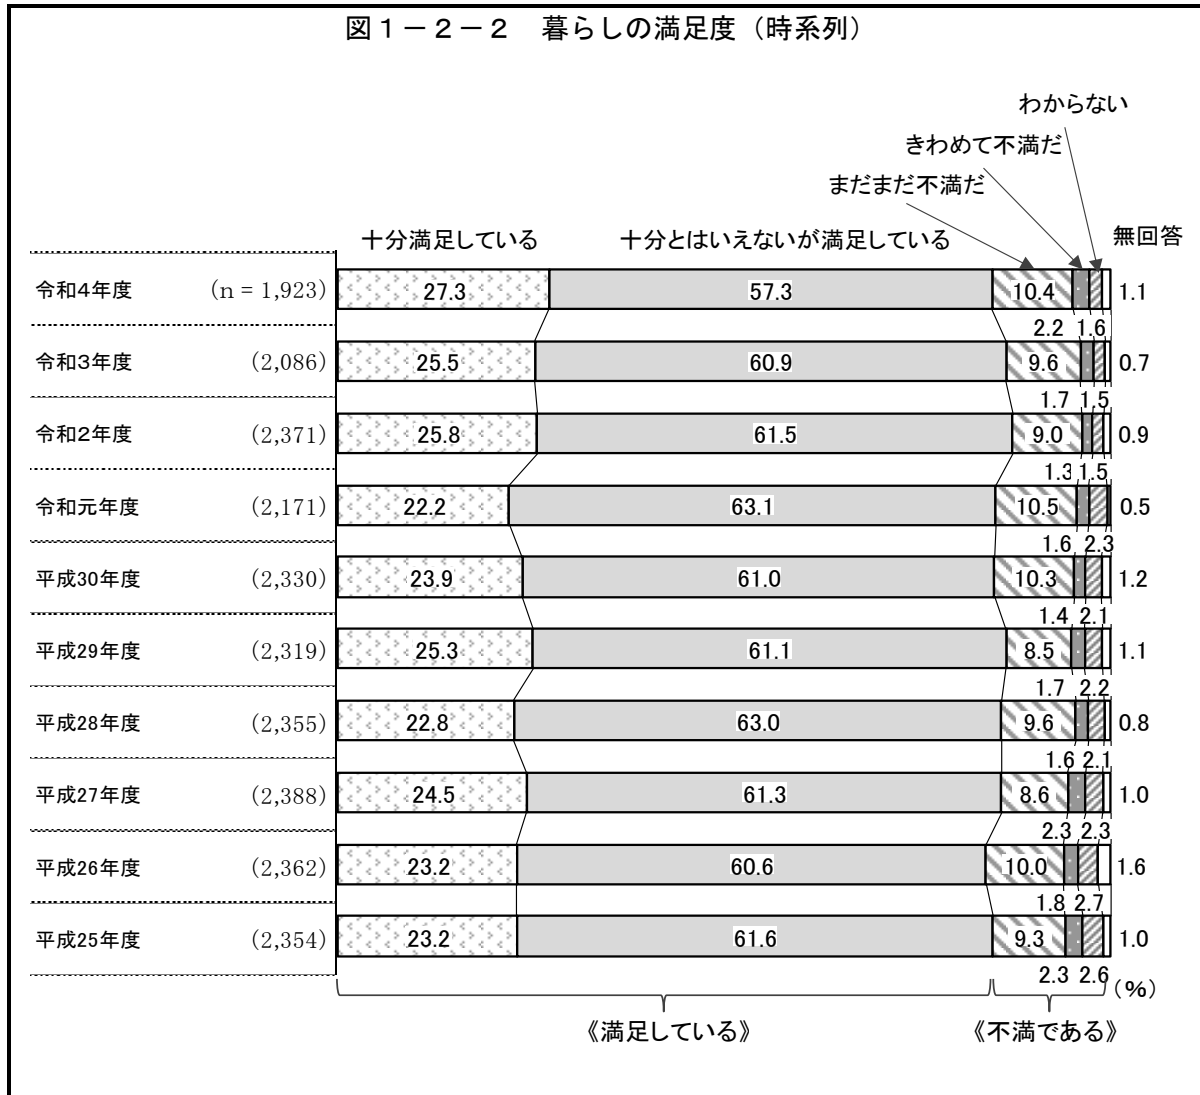 図１－２－２　暮らしの満足度（時系列）
わからない
きわめて不満だ
まだまだ不満だ
十分満足している 十分とはいえないが満足している 無回答
令和4年度 (n = 1,923) 27.3 57.3 10.4 1.1
2.2 1.6
令和3年度 (2,086) 25.5 60.9 9.6 0.7
1.7 1.5
令和2年度 (2,371) 25.8 61.5 9.0 0.9
1.3 1.5
令和元年度 (2,171) 22.2 63.1 10.5 0.5
1.6 2.3
平成30年度 (2,330) 23.9 61.0 10.3 1.2
1.4 2.1
平成29年度 (2,319) 25.3 61.1 8.5 1.1
1.7 2.2
平成28年度 (2,355) 22.8 63.0 9.6 0.8
1.6 2.1
平成27年度 (2,388) 24.5 61.3 8.6 1.0
2.3 2.3
平成26年度 (2,362) 23.2 60.6 10.0 1.6
1.8 2.7
平成25年度 (2,354) 23.2 61.6 9.3 1.0
2.3 2.6 (%)
《満足している》 《不満である》